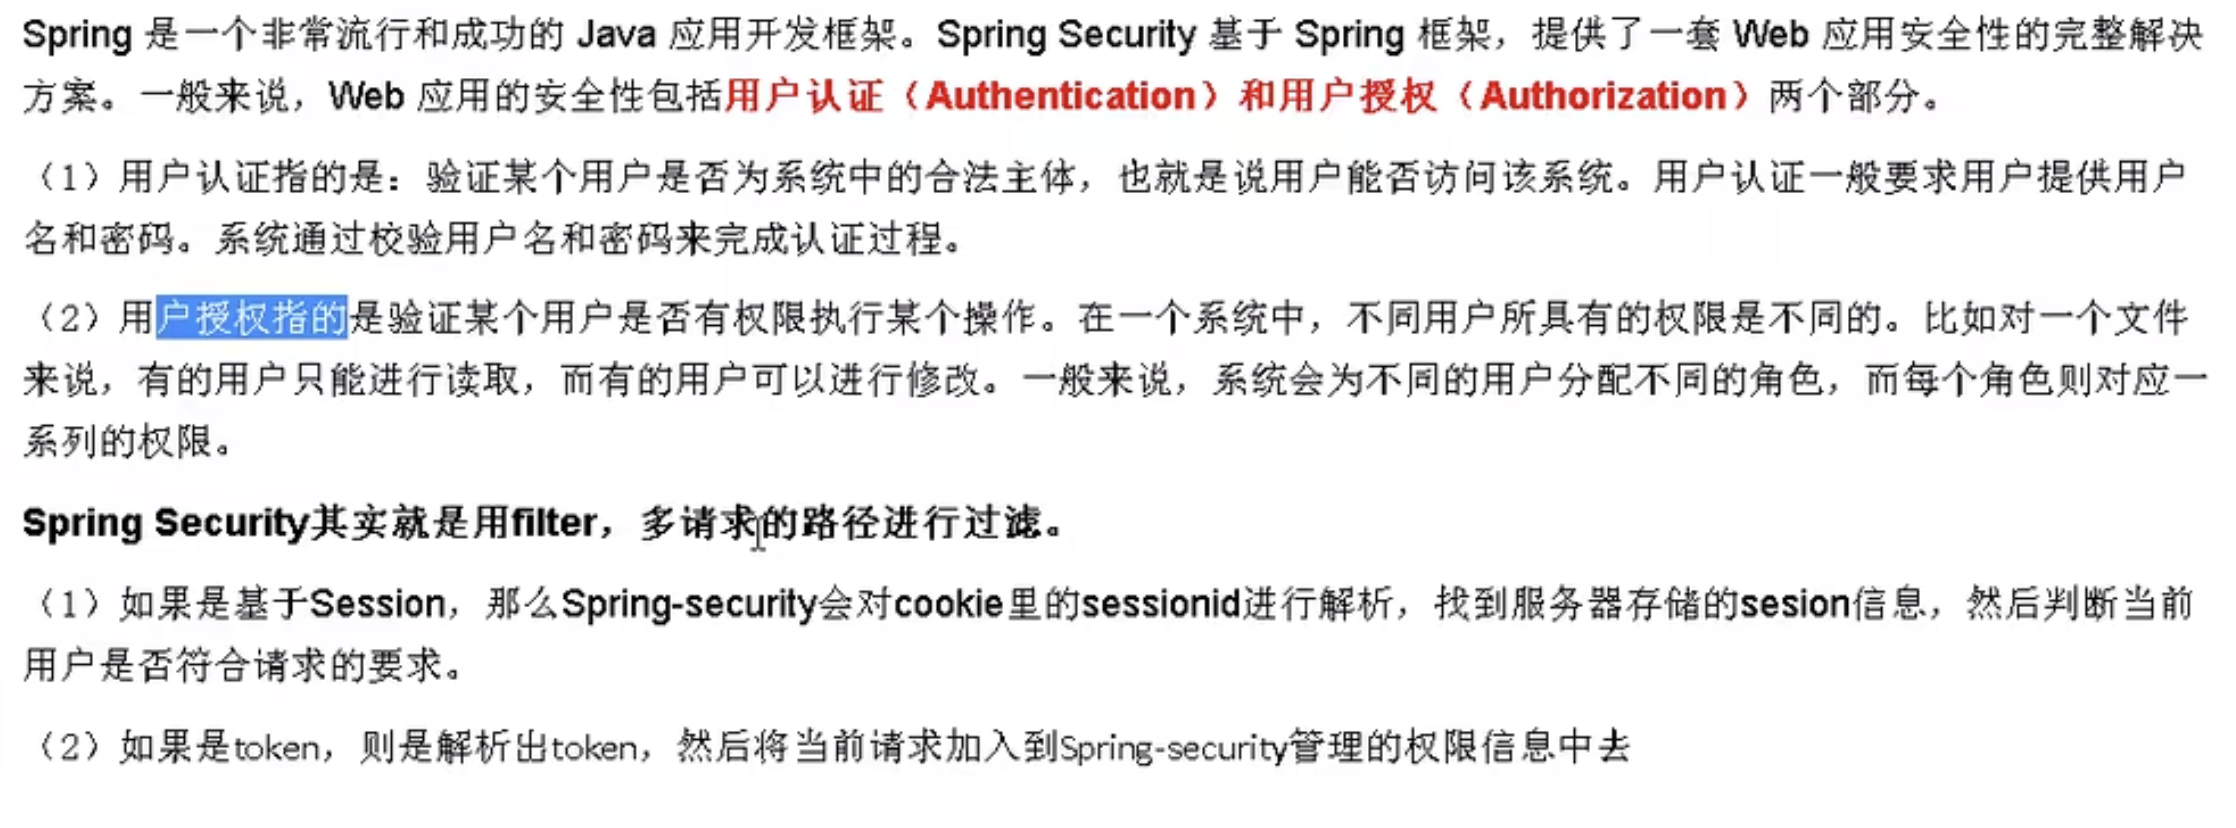 Spring 是一个非常流行和成功的 Java 应用开发框架。Spring Security 基于 Spring 框架，提供了一套 Web 应用安全性的完整解决
方案。一般来说，Web 应用的安全性包括用户认证（Authentication）和用户授权（Authorization）两个部分。
（1）用户认证指的是：验证某个用户是否为系统中的合法主体，也就是说用户能否访问该系统。用户认证一般要求用户提供用户
名和密码。系统通过校验用户名和密码来完成认证过程。
（2）用户授权指的是验证某个用户是否有权限执行某个操作。在一个系统中，不同用户所具有的权限是不同的。比如对一个文件
来说，有的用户只能进行读取，而有的用户可以进行修改。一般来说，系统会为不同的用户分配不同的角色，而每个角色则对应一
系列的权限。
Spring Security其实就是用filter，多请求的路径进行过滤。
（1）如果是基于Session，那么Spring-security会对cookie里的sessionid进行解析，找到服务器存储的sesion信息，然后判断当前
用户是否符合请求的要求。
（2）如果是token，则是解析出token，然后将当前请求加入到Spring-security管理的权限信息中去